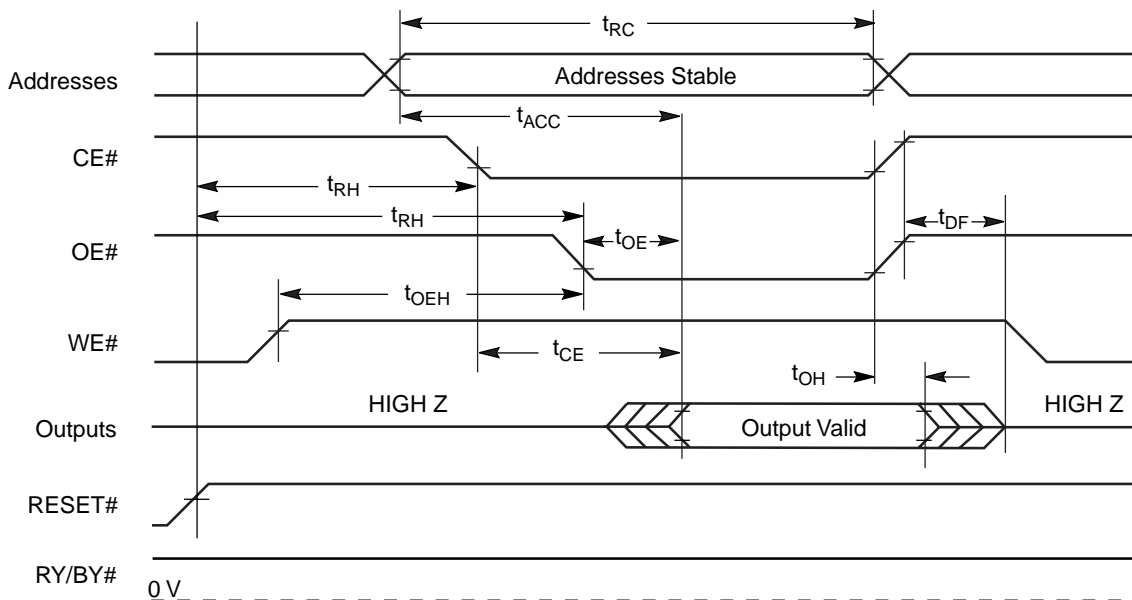 tRC
Addresses
Addresses Stable
tACC
CE#
tRH
tRH
tDF
OE#
tOE
tOEH
WE#
tCE
tOH
HIGH Z
HIGH Z
Outputs
Output Valid
RESET#
RY/BY#
0 V